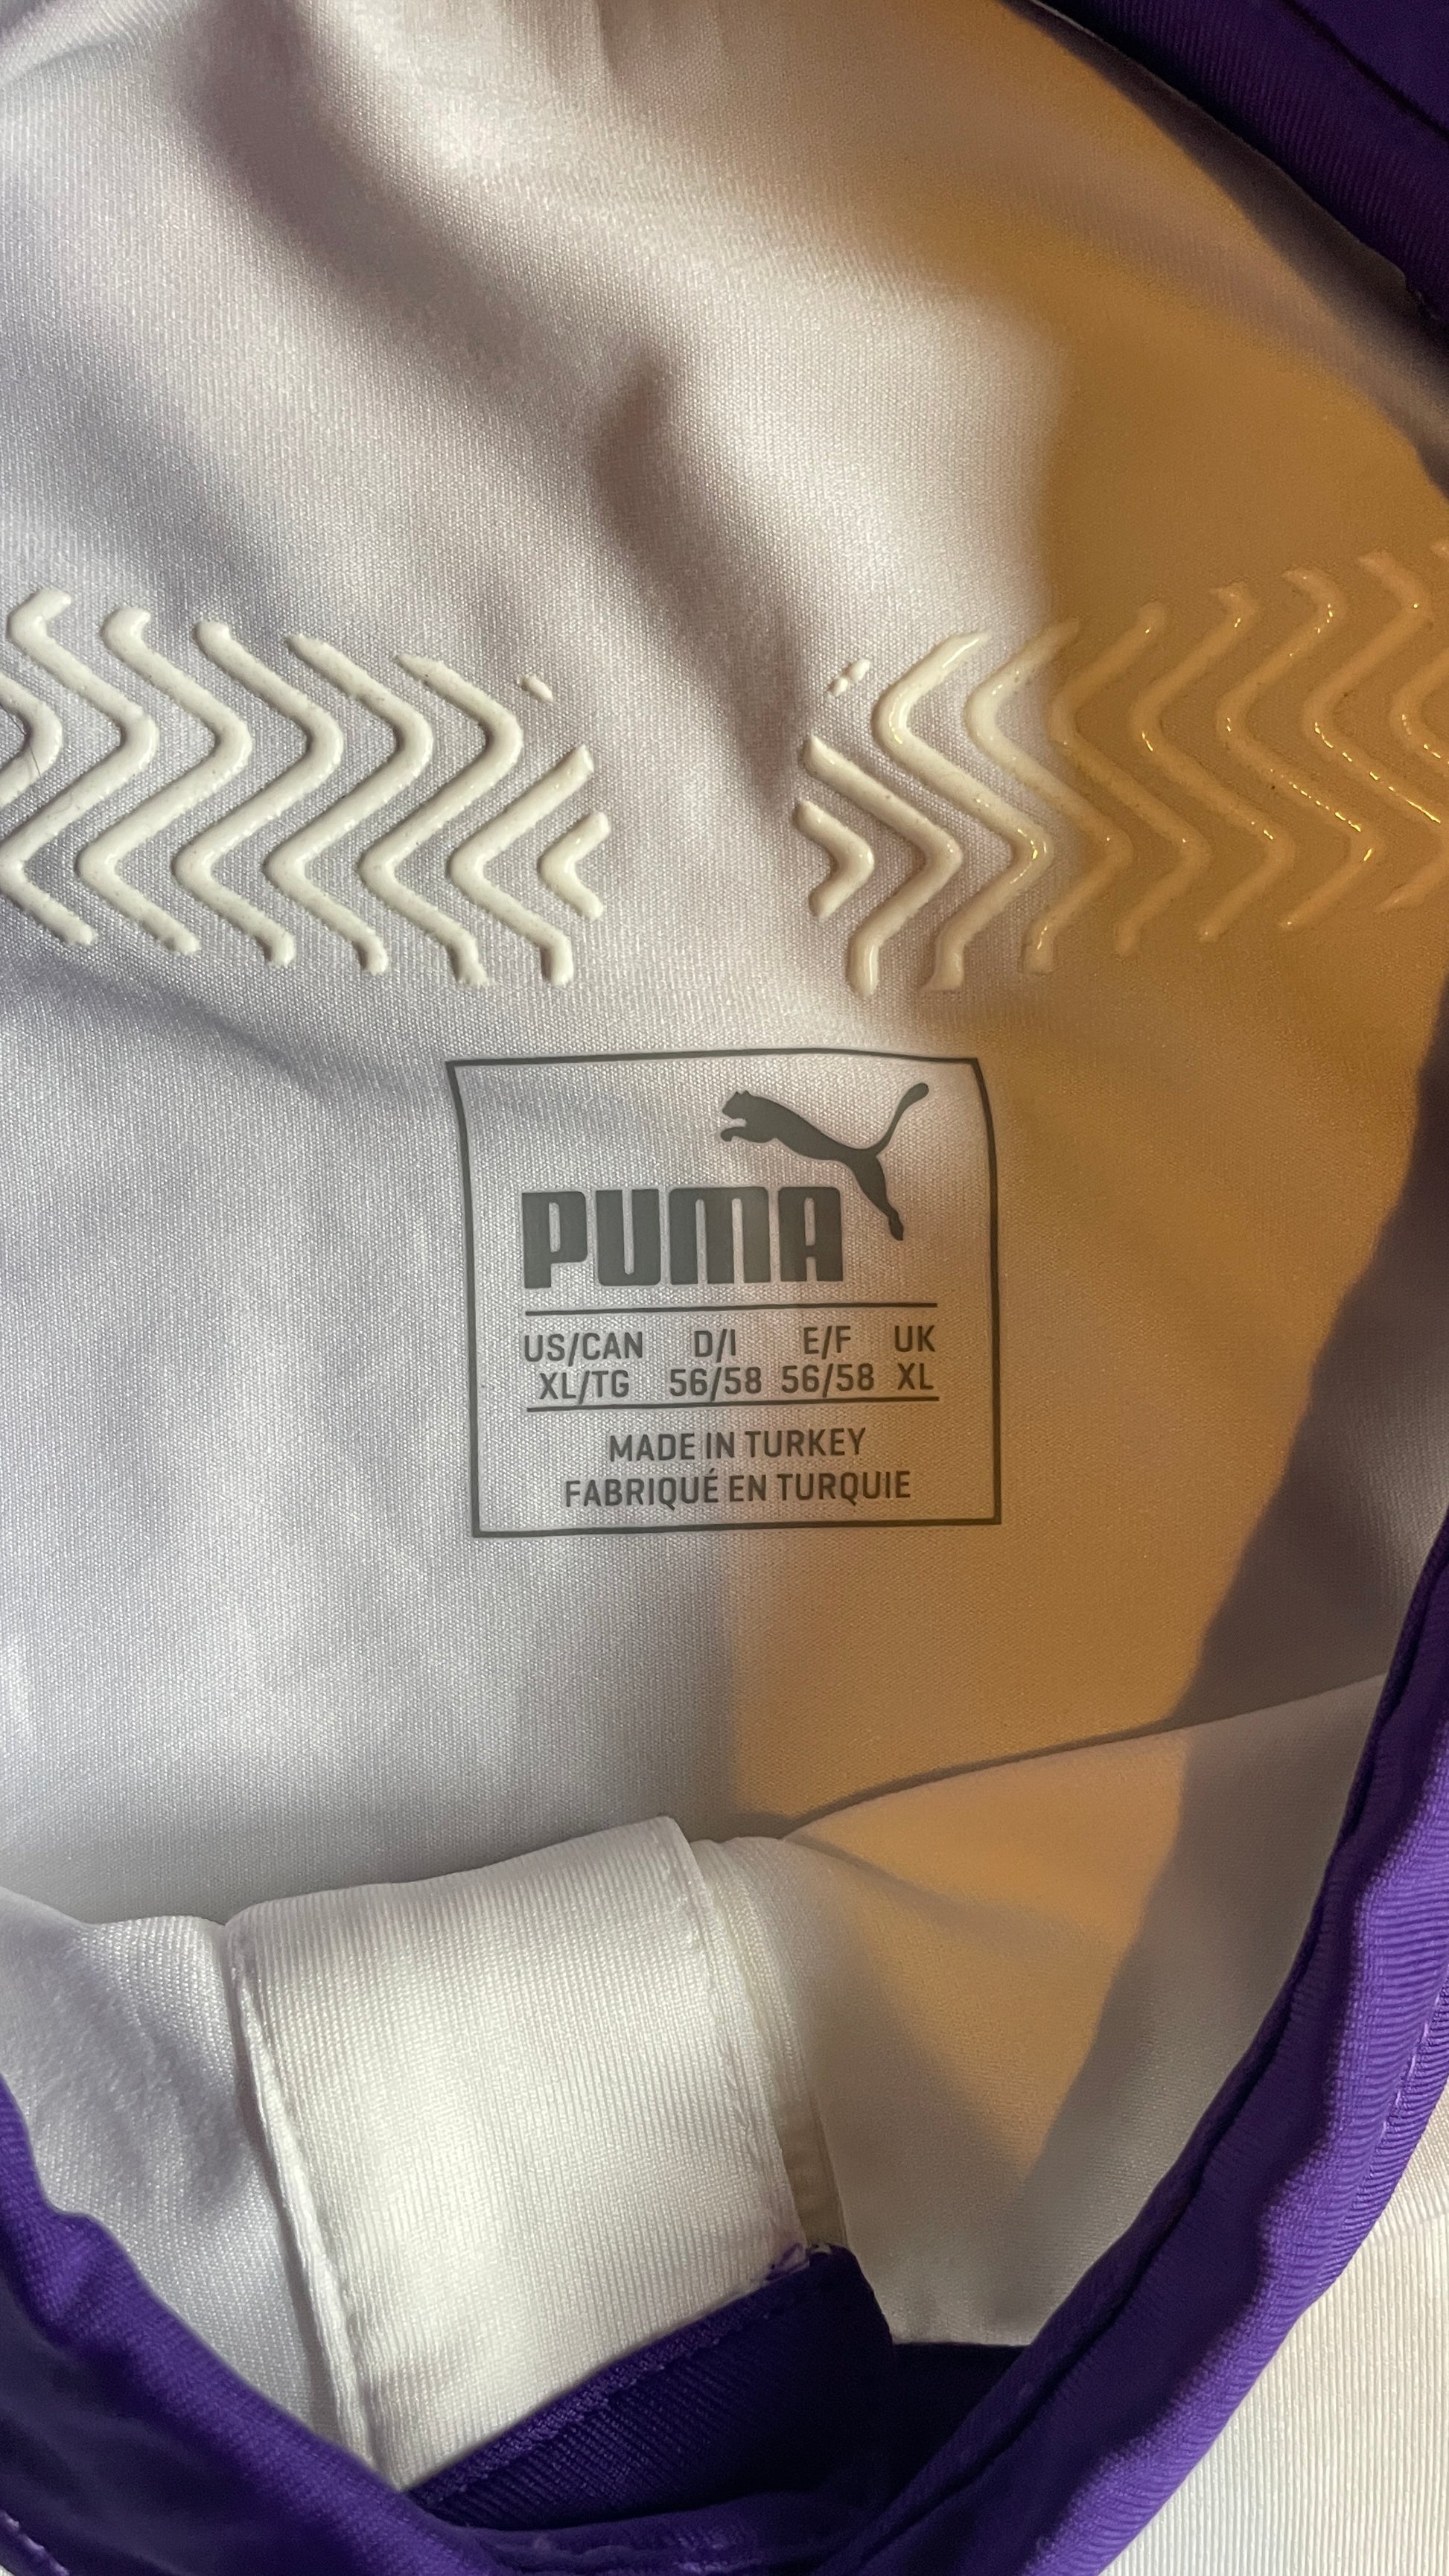 PUMA
US/CAN D/I E/F UK
XL/TG 56/58 56/58 XL
MADE IN TURKEY
FABRIQUÉ EN TURQUIE